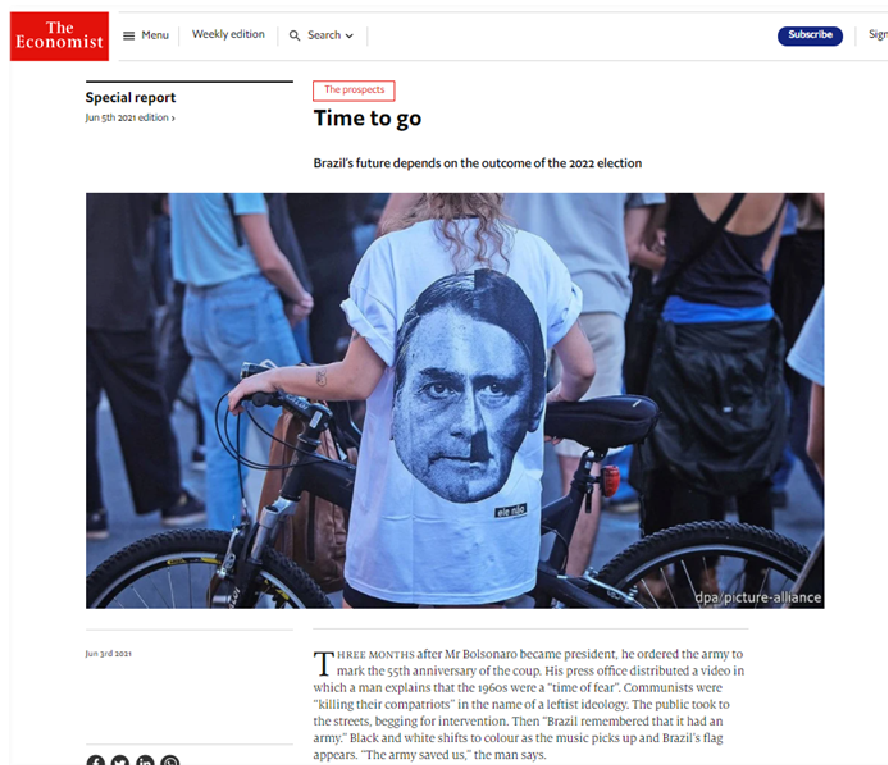 The
Economist
Menu
Weekly edition
Search
Subscribe
Sign
Special report
Jun 5th 2021 edition ›
The prospects
Time to go
Brazil's future depends on the outcome of the 2022 election
ele não
dpa/picture-alliance
Jun 3rd 2021
THREE MONTHS after Mr Bolsonaro became president, he ordered the army to
mark the 55th anniversary of the coup. His press office distributed a video in
which a man explains that the 1960s were a "time of fear". Communists were
"killing their compatriots" in the name of a leftist ideology. The public took to
the streets, begging for intervention. Then "Brazil remembered that it had an
army." Black and white shifts to colour as the music picks up and Brazil's flag
appears. "The army saved us," the man says.